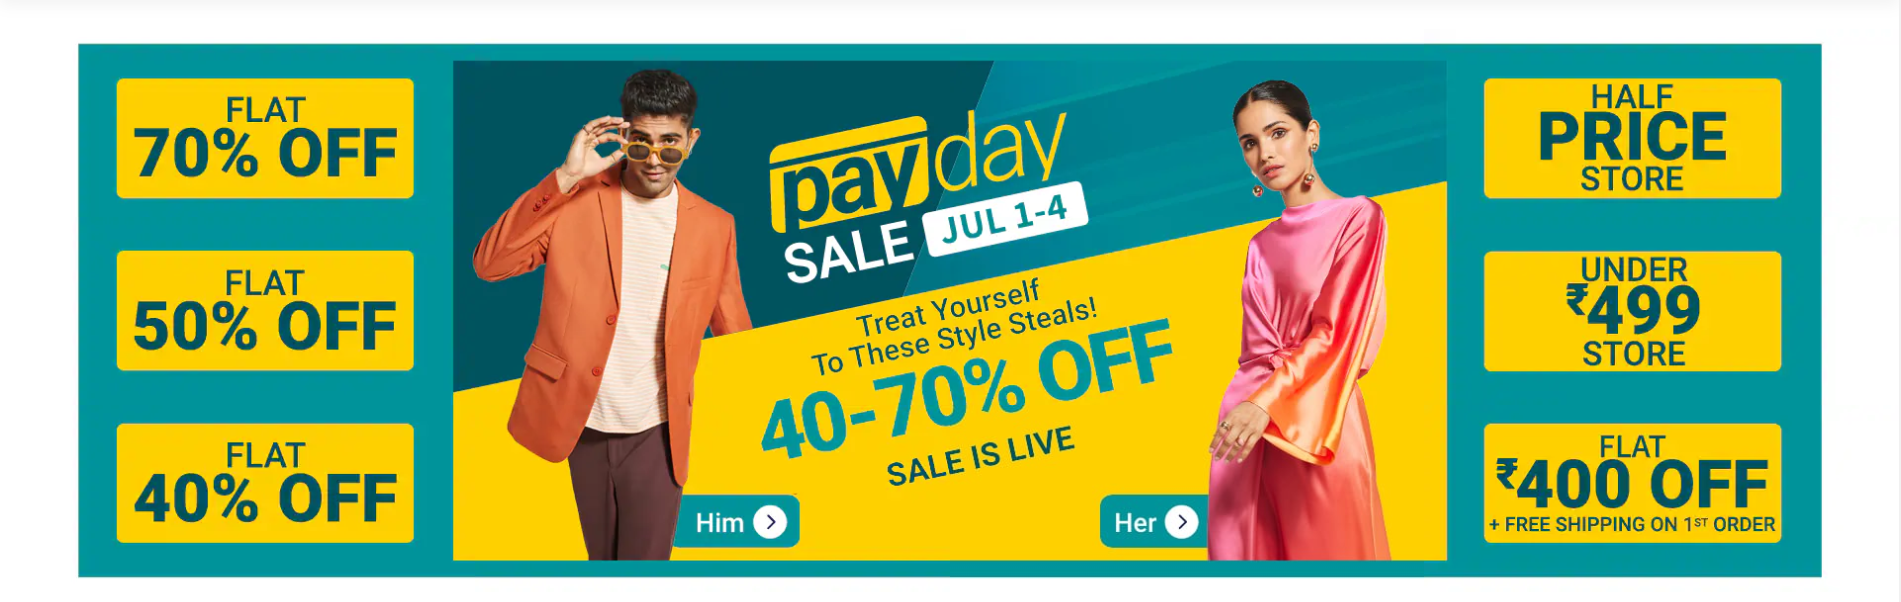 FLAT
70% OFF
FLAT
50% OFF
FLAT
40% OFF
payday
SALE JUL 1-4
Treat Yourself
To These Style Steals!
40-70% OFF
SALE IS LIVE
Him
Her
HALF
PRICE
STORE
UNDER
₹499
STORE
FLAT
₹400 OFF
+ FREE SHIPPING ON 1ST ORDER